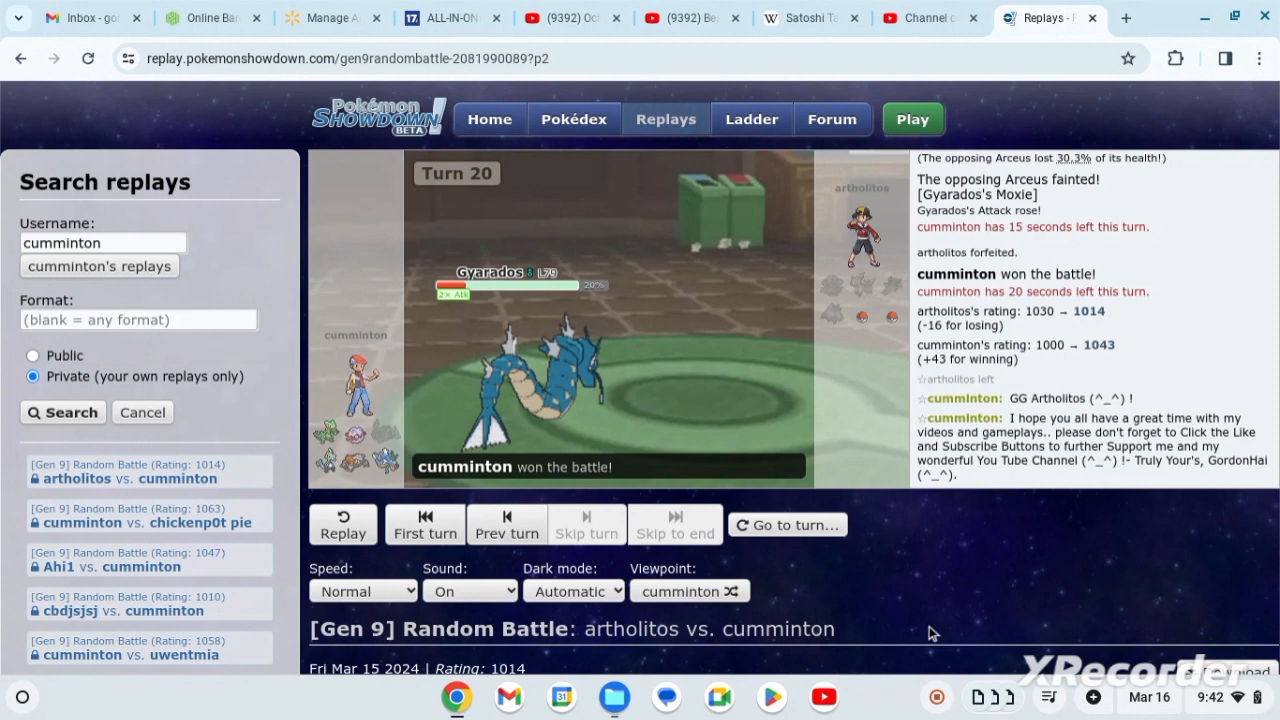 Inbox - gor
Online Ban
Manage A
17 ALL-IN-ON
(9392) Oc
(9392) Be
W Satoshi Ta
Channel c
Replays - P
replay.pokemonshowdown.com/gen9randombattle-2081990089?p2
Pokémon
SHOWDOWN!
BETA
Home
Pokédex
Replays
Ladder
Forum
Play
Search replays
Username:
cumminton
cumminton's replays
Format:
(blank = any format)
Public
Private (your own replays only)
Search
Cancel
[Gen 9] Random Battle (Rating: 1014)
artholitos vs. cumminton
[Gen 9] Random Battle (Rating: 1063)
cumminton vs. chickenp0t pie
[Gen 9] Random Battle (Rating: 1047)
Ahi1 vs. cumminton
[Gen 9] Random Battle (Rating: 1010)
cbdjsjsj vs. cumminton
[Gen 9] Random Battle (Rating: 1058)
cumminton vs. uwentmia
Turn 20
cumminton
Gyarados L79
20%
2× Atk
artholitos
cumminton won the battle!
(The opposing Arceus lost 30.3% of its health!)
The opposing Arceus fainted!
[Gyarados's Moxie]
Gyarados's Attack rose!
cumminton has 15 seconds left this turn.
artholitos forfeited.
cumminton won the battle!
cumminton has 20 seconds left this turn.
artholitos's rating: 1030 → 1014
(-16 for losing)
cumminton's rating: 1000 → 1043
(+43 for winning)
☆artholitos left
☆cumminton: GG Artholitos (^_^) !
☆cumminton: I hope you all have a great time with my
videos and gameplays.. please don't forget to Click the Like
and Subscribe Buttons to further Support me and my
wonderful You Tube Channel (^_^) !- Truly Your's, GordonHai
(^_^).
Replay
First turn
Prev turn
Skip turn
Skip to end
Go to turn...
Speed:
Normal
Sound:
On
Dark mode:
Automatic
Viewpoint:
cumminton
[Gen 9] Random Battle: artholitos vs. cumminton
Fri Mar 15 2024 | Rating: 1014
Download
XRecorder
31
Mar 16
9:42